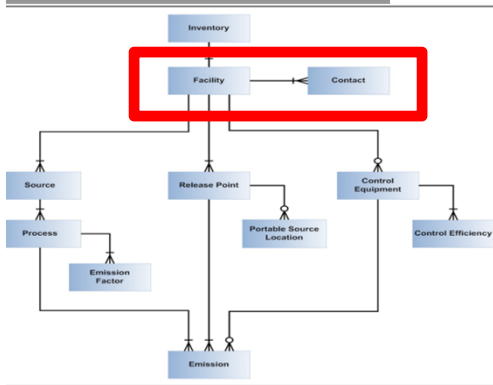 Inventory
Facility
Contact
Source
Release Point
Control
Equipment
Process
Portable Source
Location
Control Efficiency
Emission
Factor
Emission